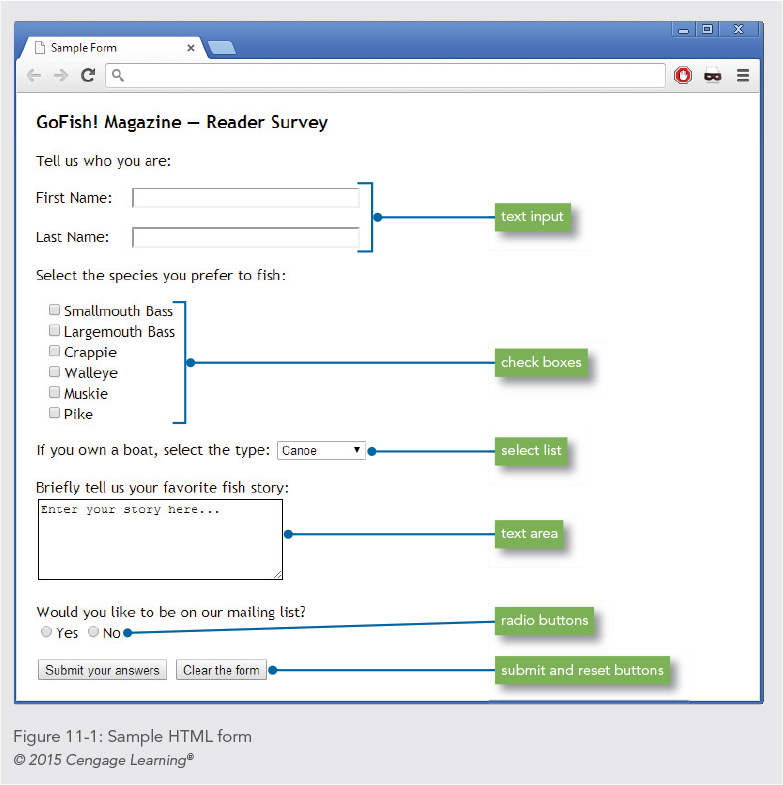 Sample Form
GoFish! Magazine — Reader Survey
Tell us who you are:
First Name:
text input
Last Name:
Select the species you prefer to fish:
Smallmouth Bass
Largemouth Bass
Crappie
check boxes
Walleye
Muskie
Pike
If you own a boat, select the type: Canoe
select list
Briefly tell us your favorite fish story:
Enter your story here...
text area
Would you like to be on our mailing list?
radio buttons
Yes No
Submit your answers Clear the form
submit and reset buttons
Figure 11-1: Sample HTML form
© 2015 Cengage Learning®